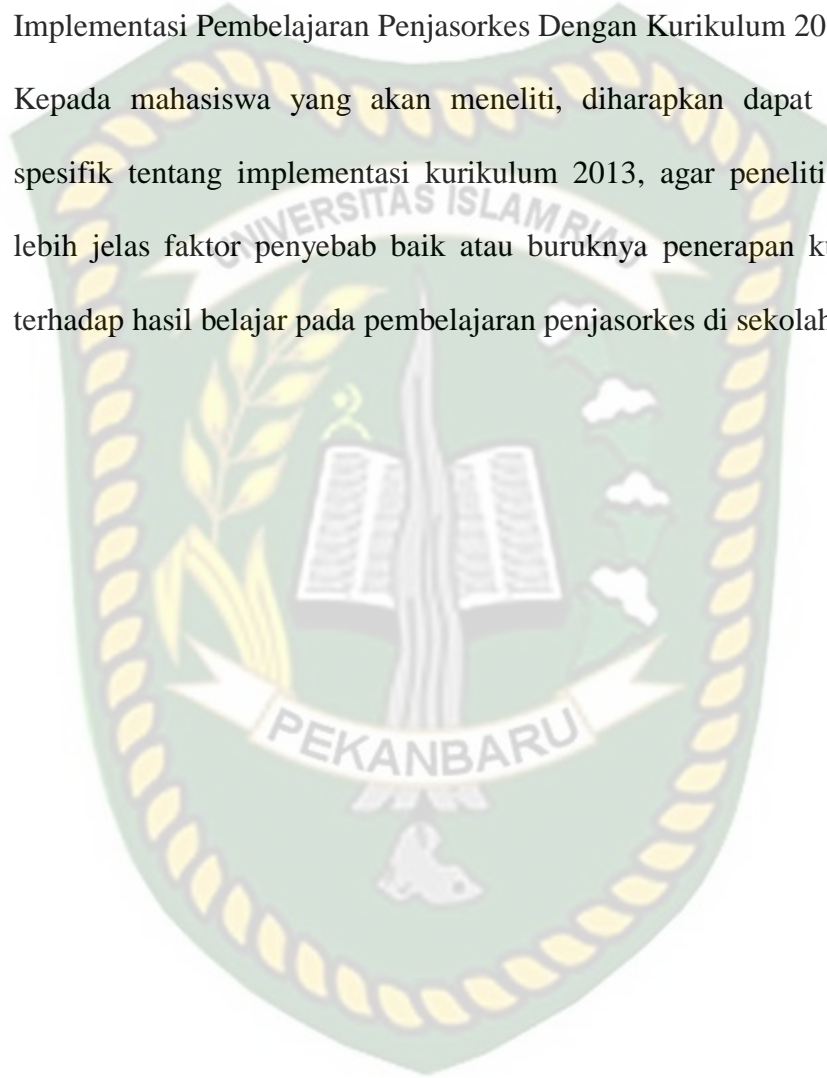 Implementasi Pembelajaran Penjasorkes Dengan Kurikulum 20
Kepada mahasiswa yang akan meneliti, diharapkan dapat
spesifik tentang implementasi kurikulum 2013, agar peneliti
lebih jelas faktor penyebab baik atau buruknya penerapan
terhadap hasil belajar pada pembelajaran penjasorkes di sekolah
UNIVERSITAS ISLAM RIAU
PEKANBARU